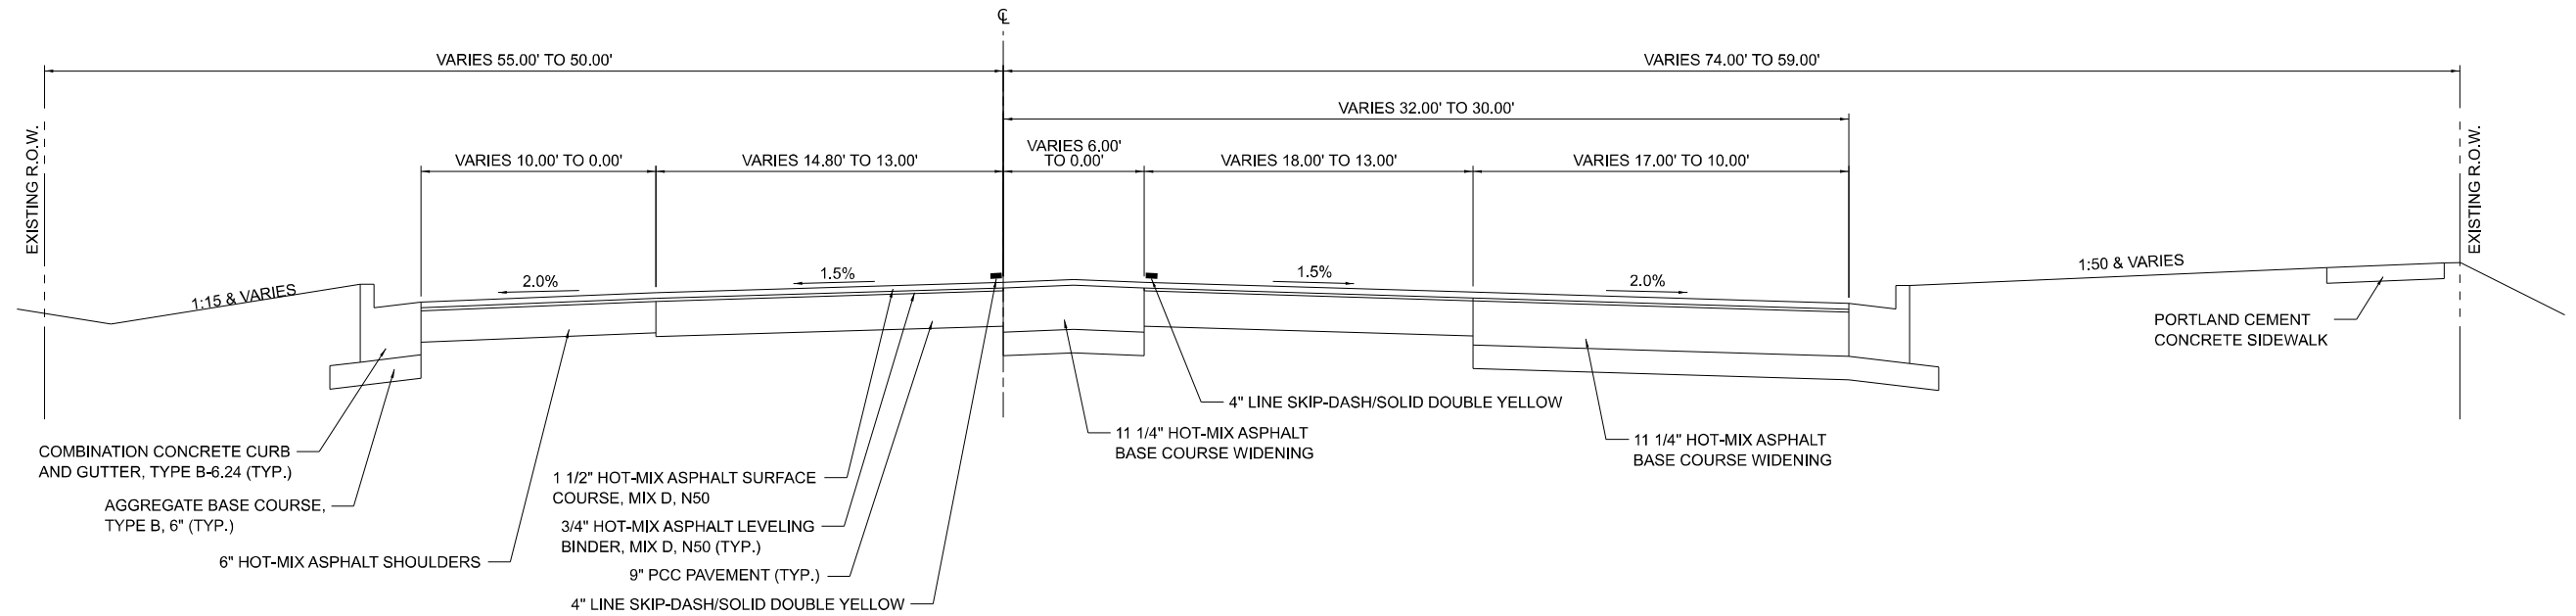 ℄
VARIES 55.00' TO 50.00'
VARIES 74.00' TO 59.00'
VARIES 32.00' TO 30.00'
VARIES 10.00' TO 0.00'
VARIES 14.80' TO 13.00'
VARIES 6.00'
TO 0.00'
VARIES 18.00' TO 13.00'
VARIES 17.00' TO 10.00'
EXISTING R.O.W.
EXISTING R.O.W.
1:15 & VARIES
2.0%
1.5%
1.5%
2.0%
1:50 & VARIES
PORTLAND CEMENT
CONCRETE SIDEWALK
4" LINE SKIP-DASH/SOLID DOUBLE YELLOW
11 1/4" HOT-MIX ASPHALT
BASE COURSE WIDENING
11 1/4" HOT-MIX ASPHALT
BASE COURSE WIDENING
COMBINATION CONCRETE CURB
AND GUTTER, TYPE B-6.24 (TYP.)
AGGREGATE BASE COURSE,
TYPE B, 6" (TYP.)
6" HOT-MIX ASPHALT SHOULDERS
1 1/2" HOT-MIX ASPHALT SURFACE
COURSE, MIX D, N50
3/4" HOT-MIX ASPHALT LEVELING
BINDER, MIX D, N50 (TYP.)
9" PCC PAVEMENT (TYP.)
4" LINE SKIP-DASH/SOLID DOUBLE YELLOW